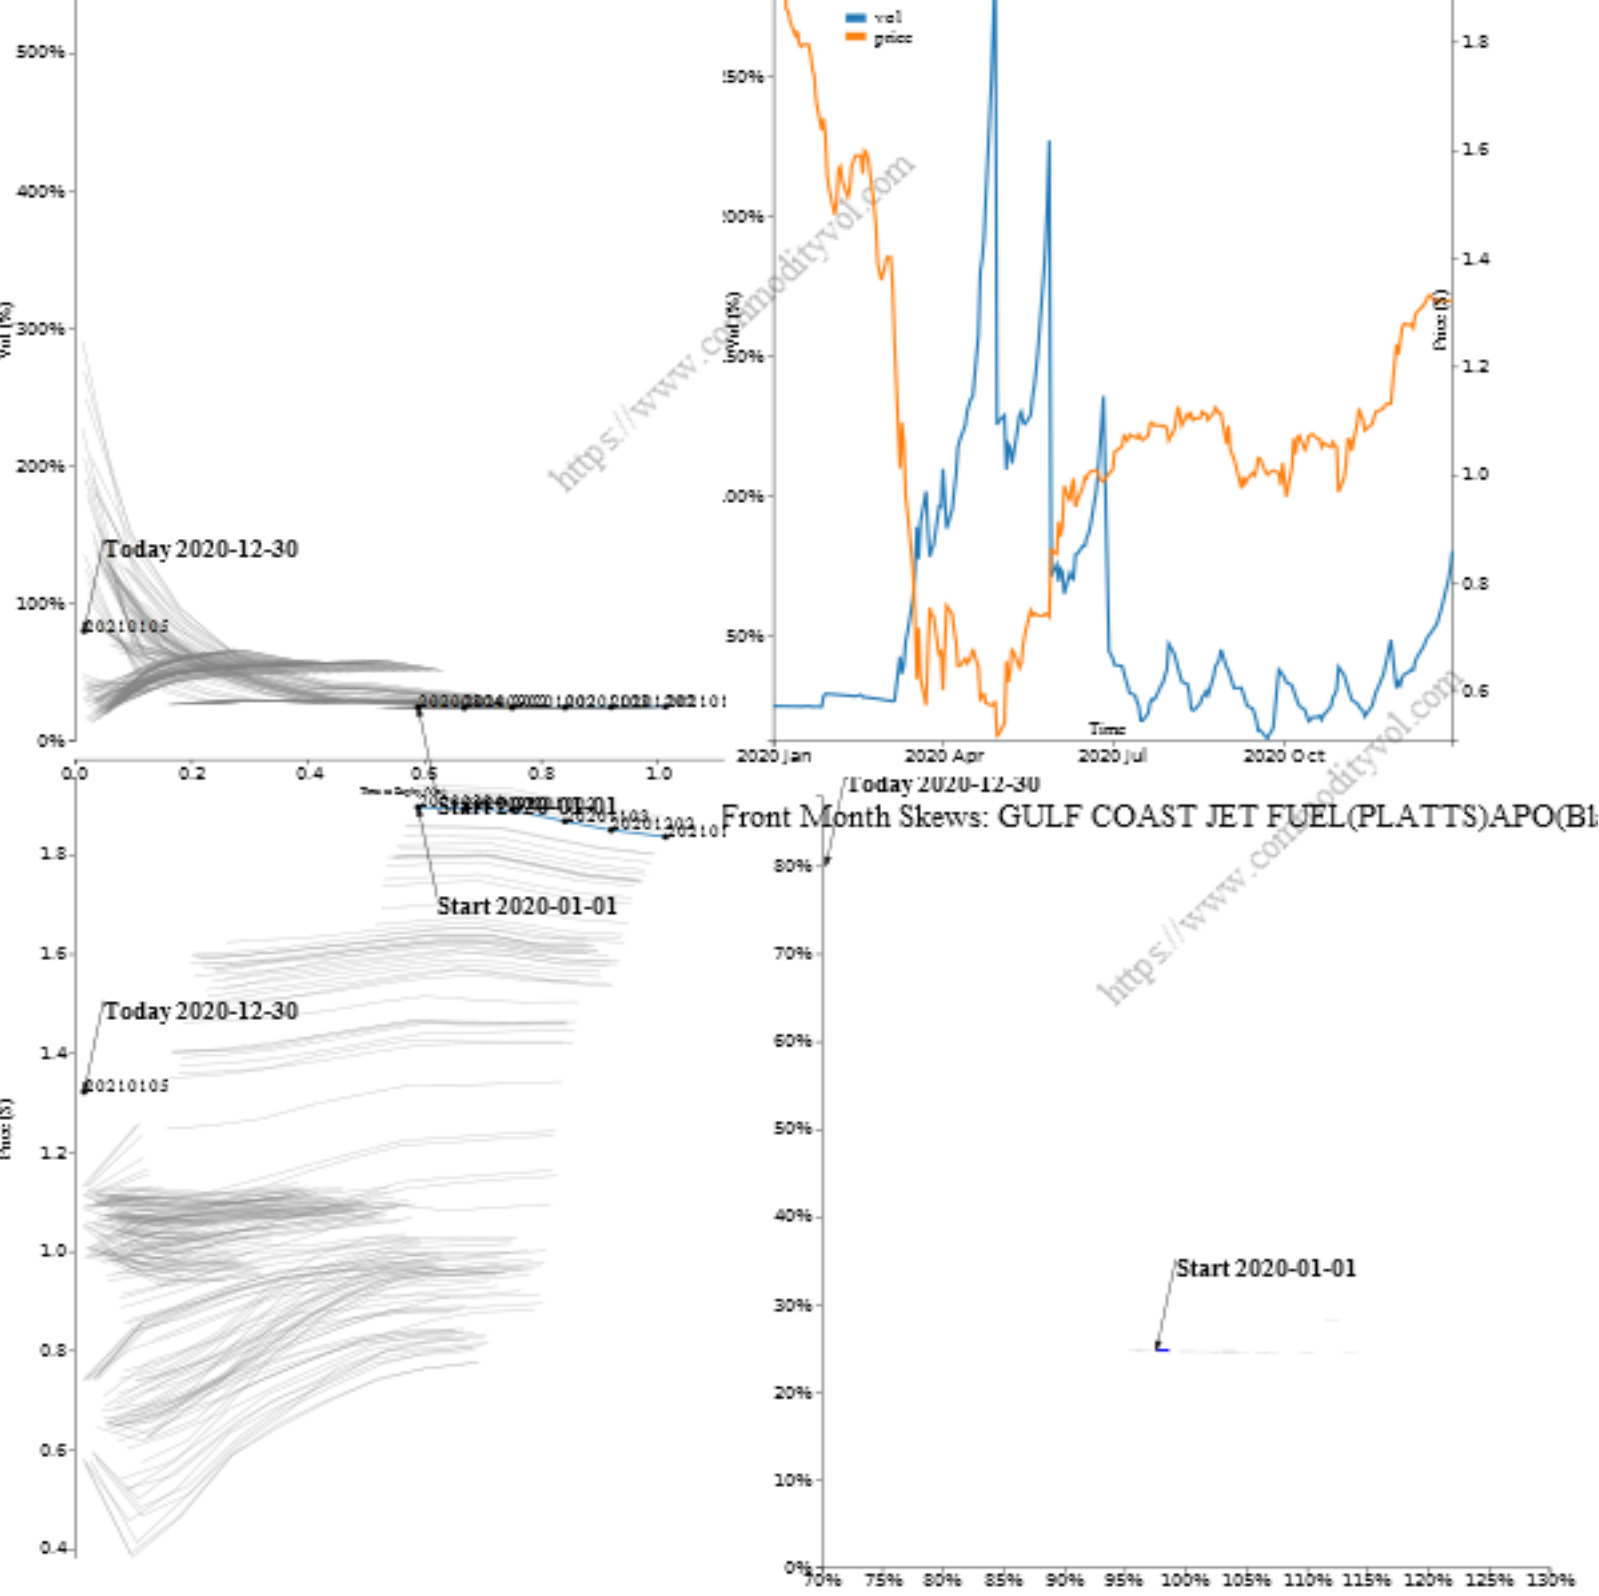 500%
400%
300%
200%
100%
0%
Vol (%)
0.0 0.2 0.4 0.6 0.8 1.0
Today 2020-12-30
20210105
vol
price
50%
Vol (%)
1.8
1.6
1.4
1.2
1.0
0.8
0.6
Price ($)
Time
2020 Jan 2020 Apr 2020 Jul 2020 Oct
https://www.commodityvol.com
Start 2020-01-01
Start 2020-01-01
Today 2020-12-30
20210105
1.8
1.6
1.4
1.2
1.0
0.8
0.6
0.4
Price ($)
Today 2020-12-30
Front Month Skews: GULF COAST JET FUEL(PLATTS)APO(Bla
80%
70%
60%
50%
40%
30%
20%
10%
0%
Start 2020-01-01
70% 75% 80% 85% 90% 95% 100% 105% 110% 115% 120% 125% 130%
https://www.commodityvol.com